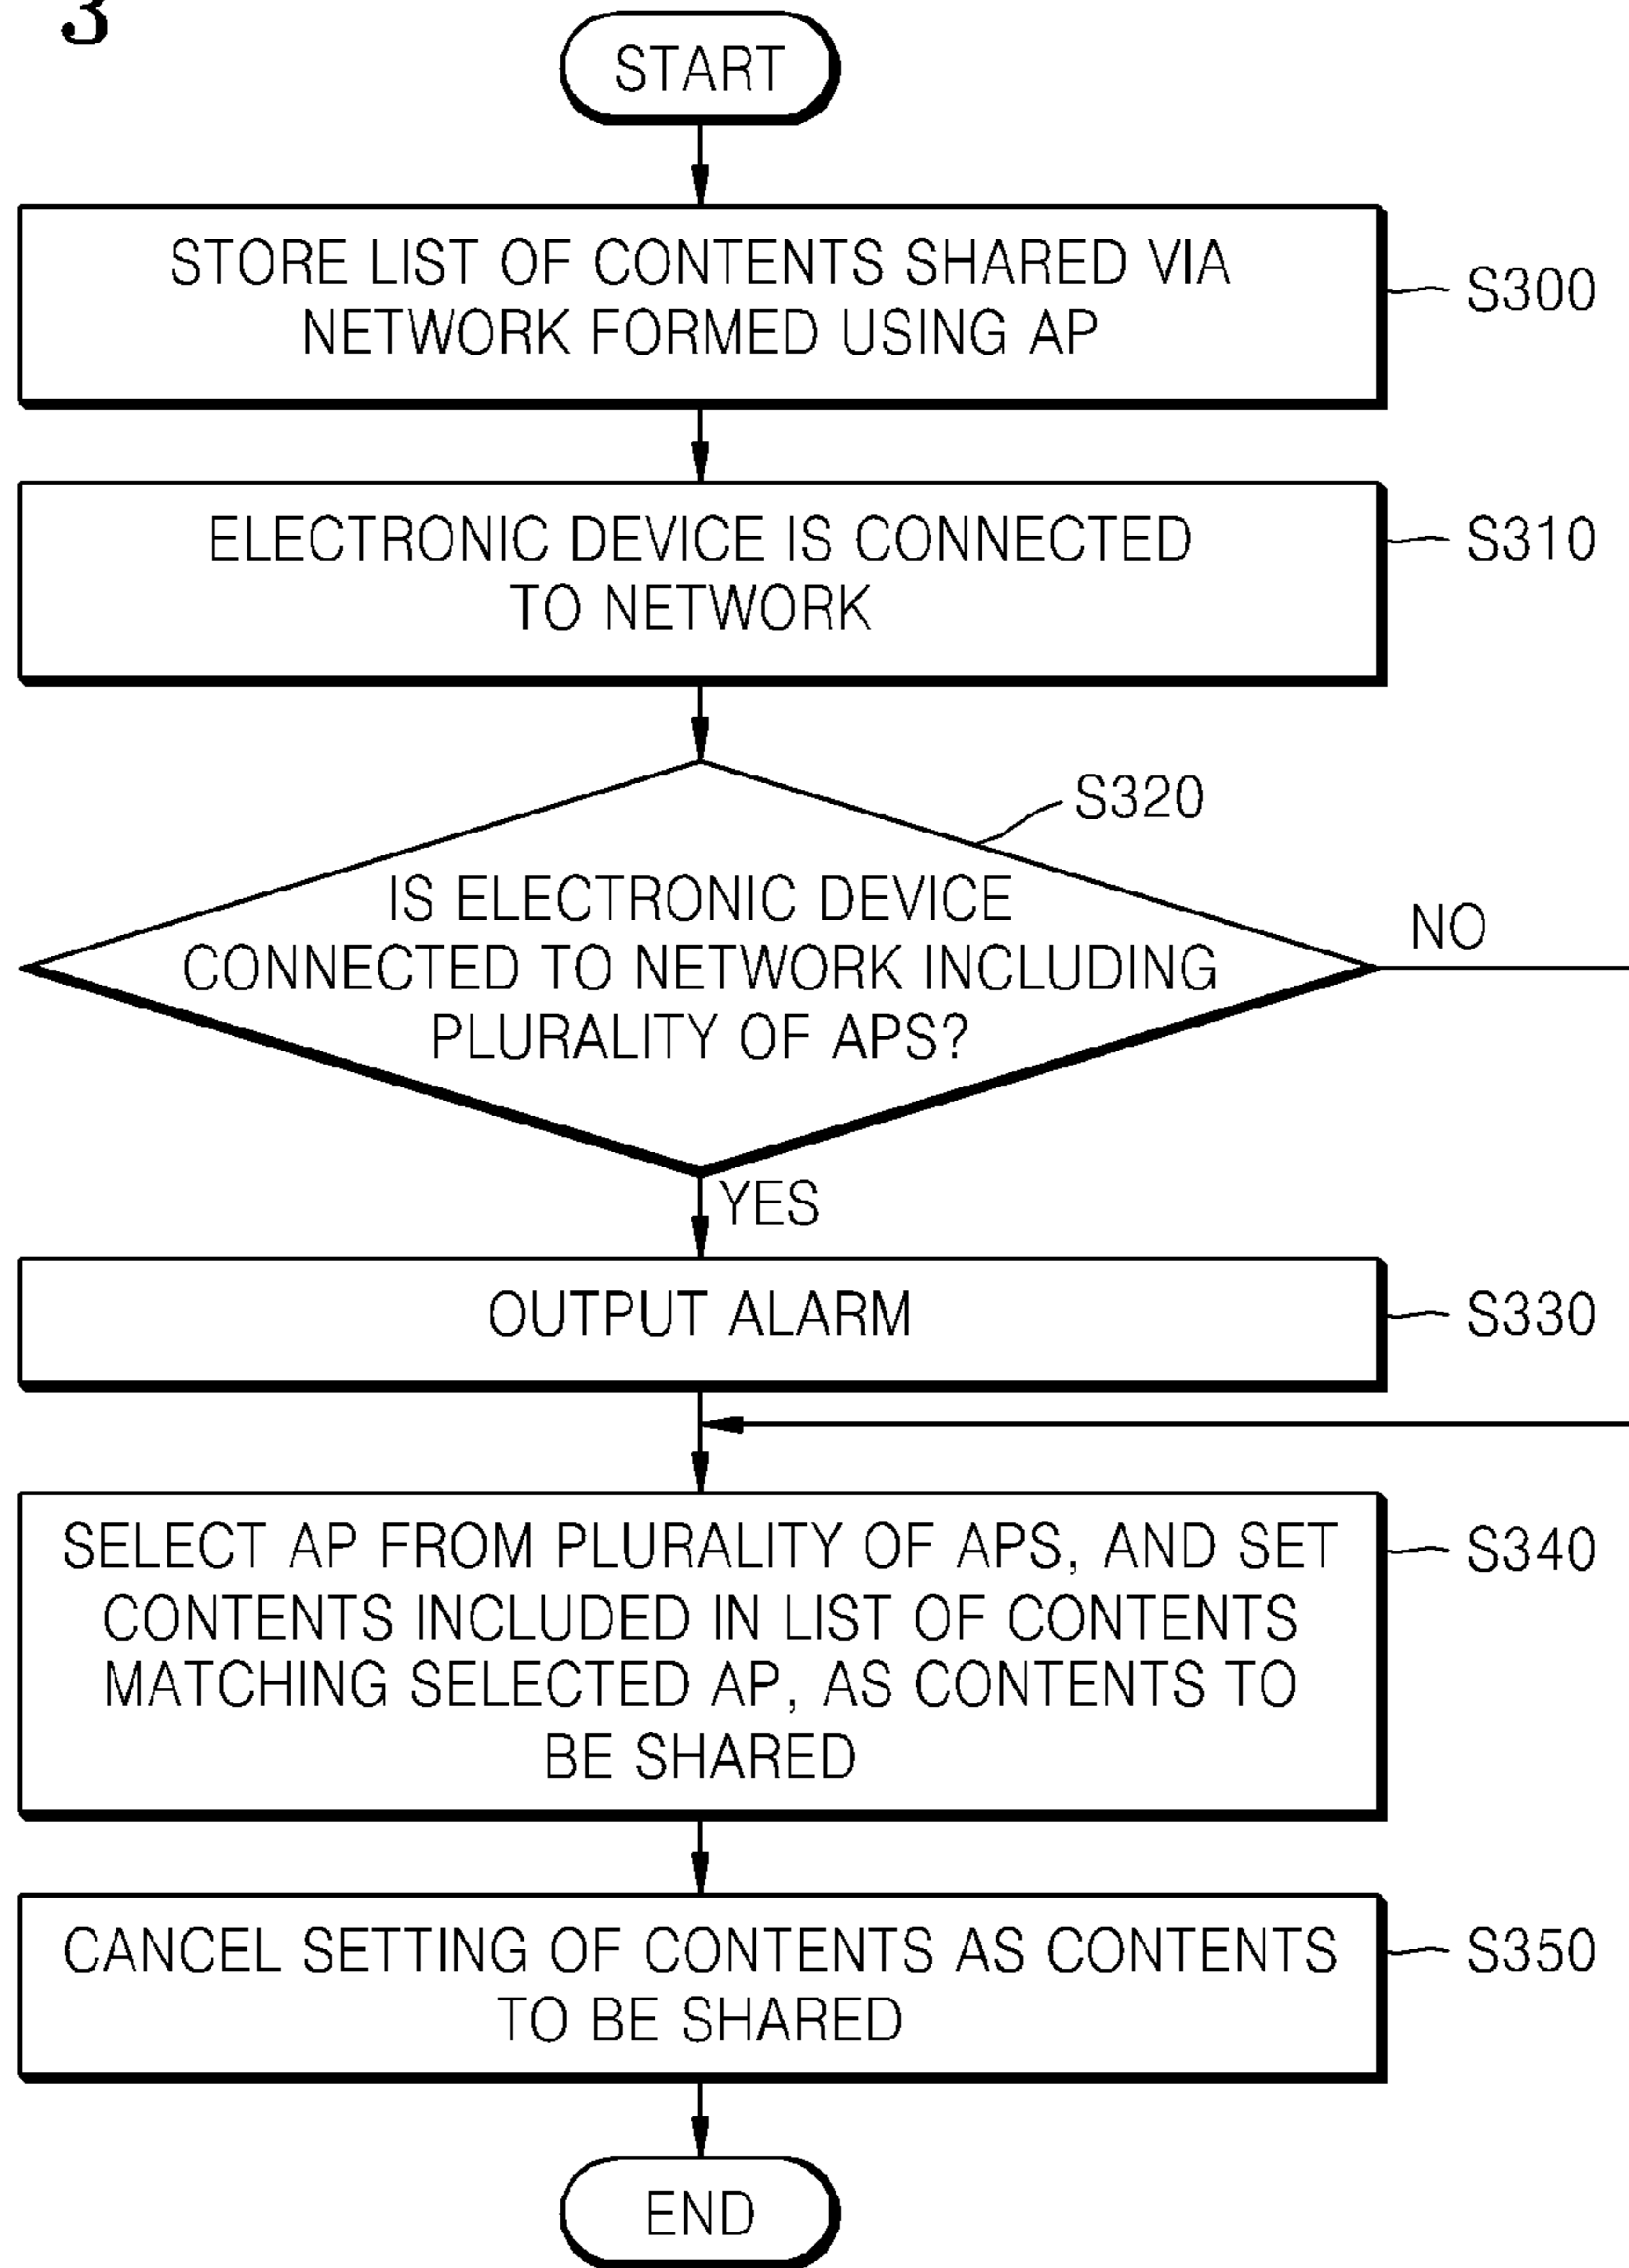 3
START
STORE LIST OF CONTENTS SHARED VIA
NETWORK FORMED USING AP
S300
ELECTRONIC DEVICE IS CONNECTED
TO NETWORK
S310
S320
IS ELECTRONIC DEVICE
CONNECTED TO NETWORK INCLUDING
PLURALITY OF APS?
NO
YES
OUTPUT ALARM
S330
SELECT AP FROM PLURALITY OF APS, AND SET
CONTENTS INCLUDED IN LIST OF CONTENTS
MATCHING SELECTED AP, AS CONTENTS TO
BE SHARED
S340
CANCEL SETTING OF CONTENTS AS CONTENTS
TO BE SHARED
S350
END